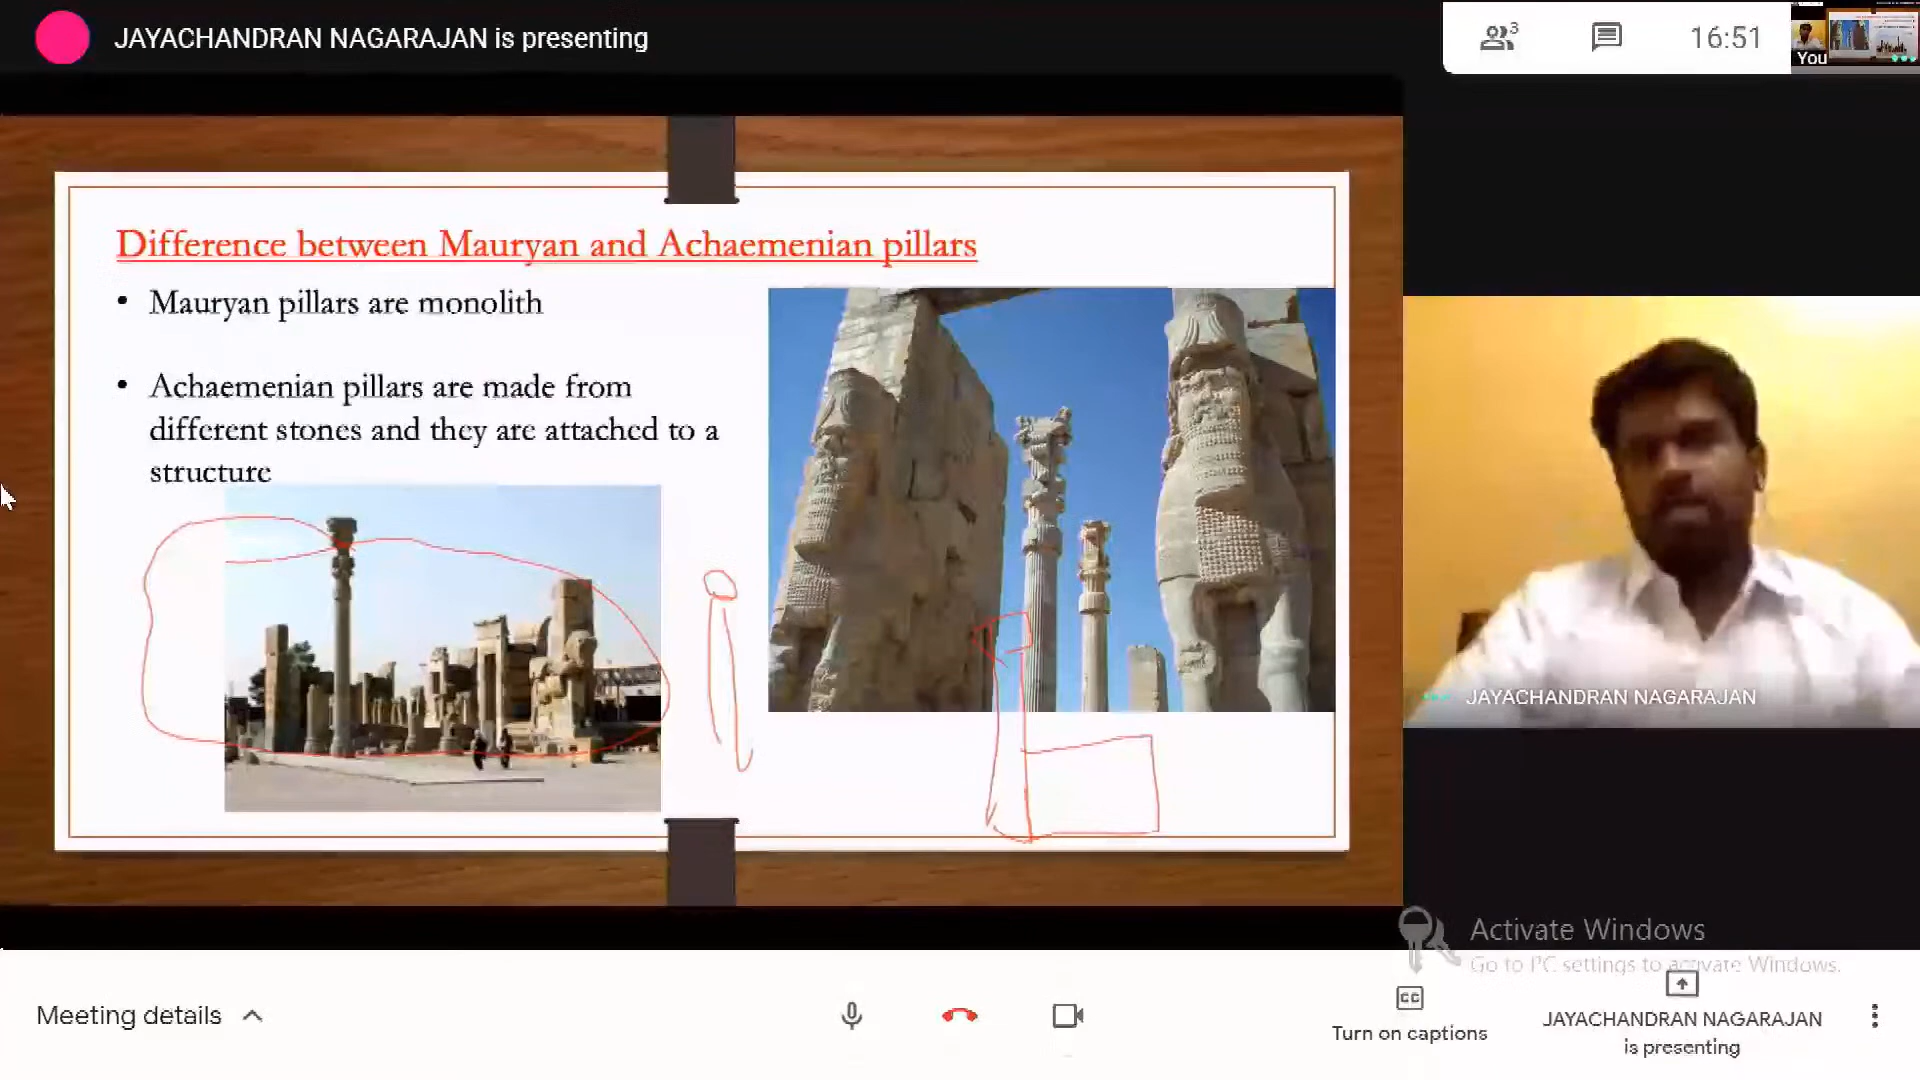 JAYACHANDRAN NAGARAJAN is presenting
3
16:51
You
Difference between Mauryan and Achaemenian pillars
• Mauryan pillars are monolith
• Achaemenian pillars are made from
different stones and they are attached to a
structure
JAYACHANDRAN NAGARAJAN
Activate Windows
Go to PC settings to activate Windows.
Meeting details
CC
Turn on captions
JAYACHANDRAN NAGARAJAN
is presenting